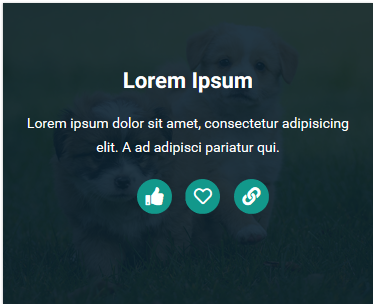 Lorem Ipsum
Lorem ipsum dolor sit amet, consectetur adipisicing
elit. A ad adipisci pariatur qui.